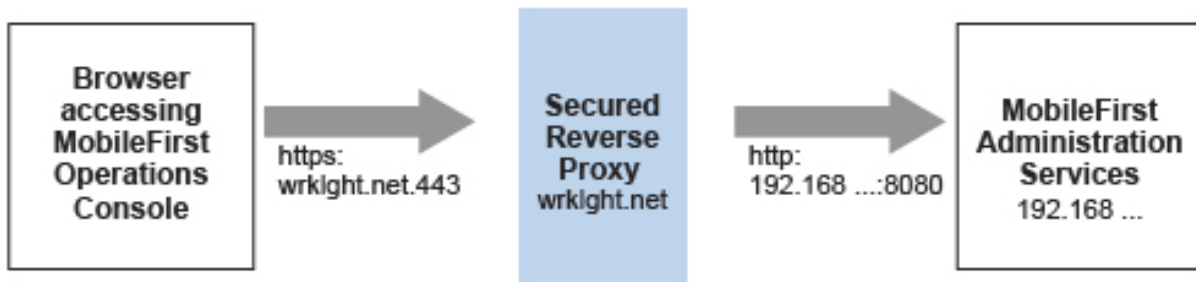 Browser
accessing
MobileFirst
Operations
Console
https:
wrklght.net.443
Secured
Reverse
Proxy
wrklght.net
http:
192.168 ...:8080
MobileFirst
Administration
Services
192.168 ...